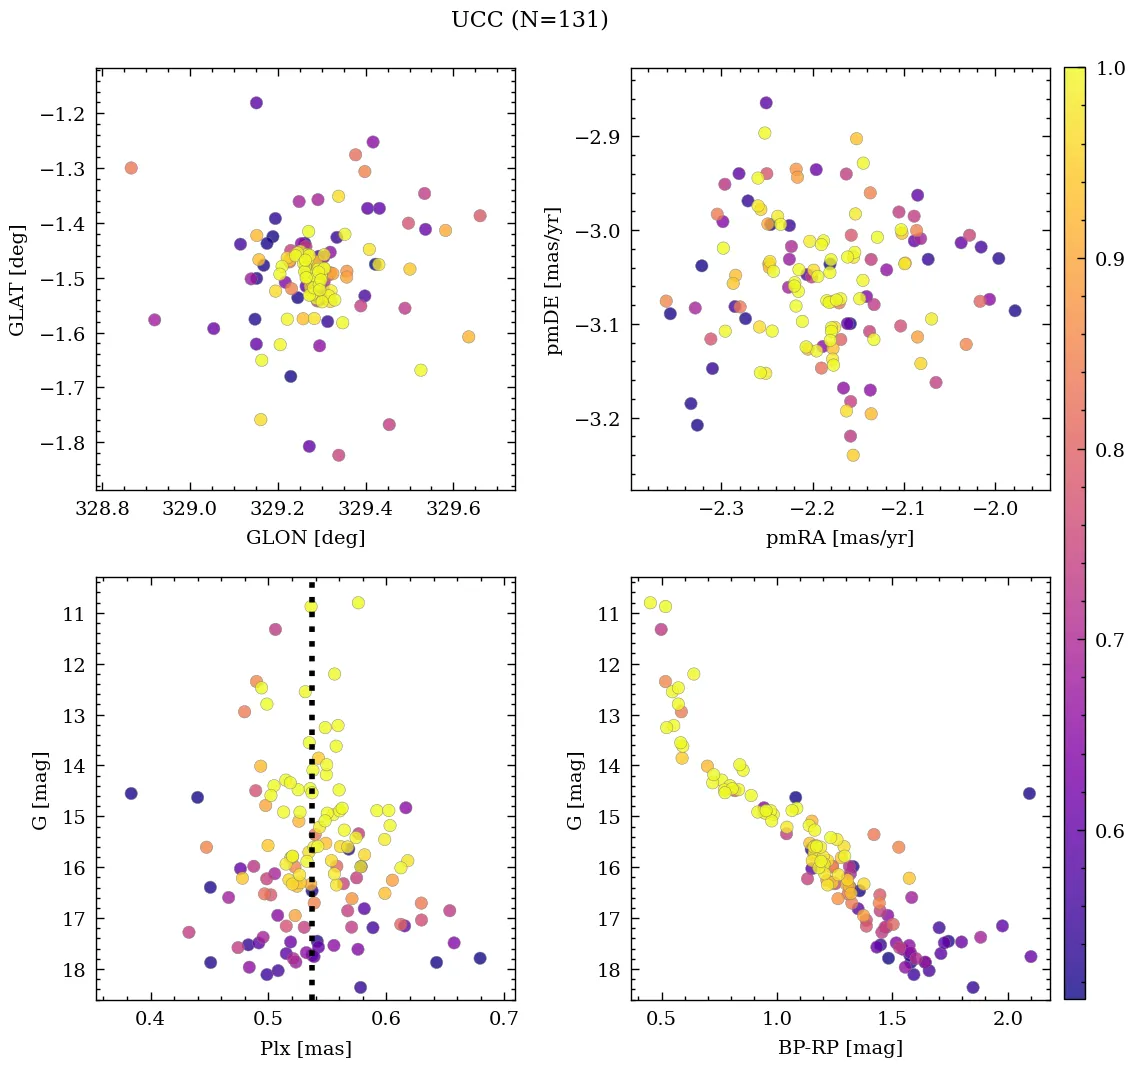 UCC (N=131)
−1.2
−1.3
−1.4
−1.5
−1.6
−1.7
−1.8
GLAT [deg]
328.8 329.0 329.2 329.4 329.6
GLON [deg]
−2.9
−3.0
−3.1
−3.2
pmDE [mas/yr]
−2.3 −2.2 −2.1 −2.0
pmRA [mas/yr]
11
12
13
14
15
16
17
18
G [mag]
0.4 0.5 0.6 0.7
Plx [mas]
11
12
13
14
15
16
17
18
G [mag]
0.5 1.0 1.5 2.0
BP-RP [mag]
1.0
0.9
0.8
0.7
0.6